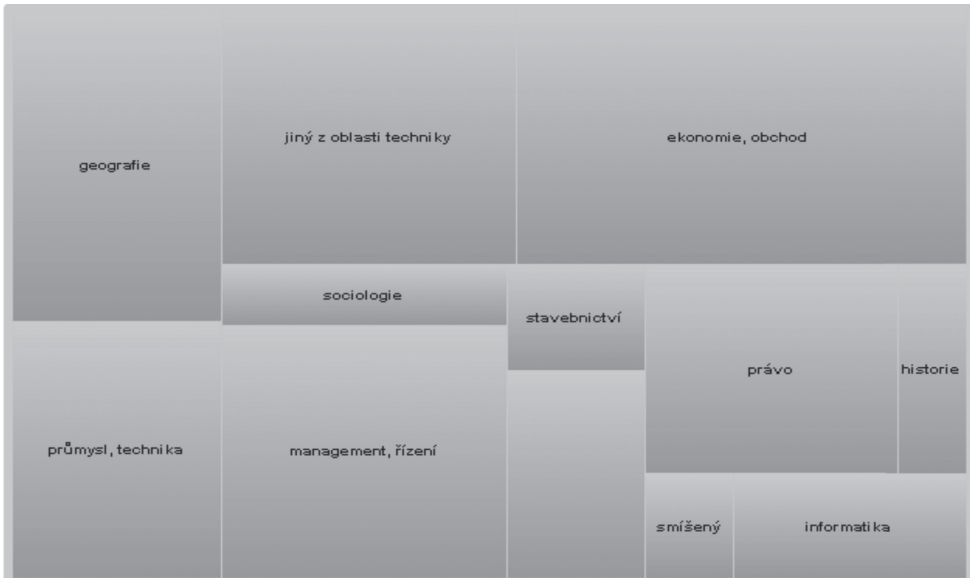 geografie
jiný z oblasti techniky
ekonomie, obchod
sociologie
stavebnictví
právo
historie
průmysl, technika
management, řízení
smíšený
informatika